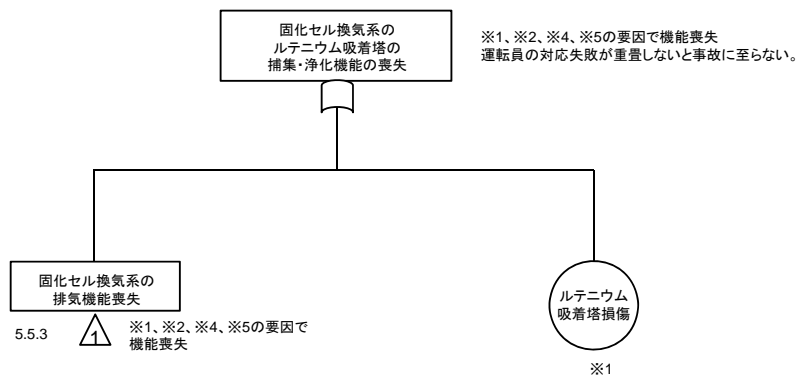 固化セル換気系の
ルテニウム吸着塔の
捕集・浄化機能の喪失
※1、※2、※4、※5の要因で機能喪失
運転員の対応失敗が重畳しないと事故に至らない。
固化セル換気系の
排気機能喪失
5.5.3
1
※1、※2、※4、※5の要因で
機能喪失
ルテニウム
吸着塔損傷
※1